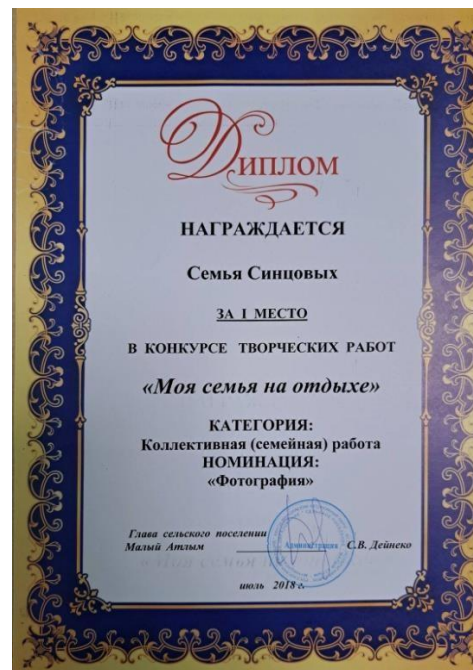 Диплом
НАГРАЖДАЕТСЯ
Семья Синцовых
ЗА I МЕСТО
В КОНКУРСЕ ТВОРЧЕСКИХ РАБОТ
«Моя семья на отдыхе»
КАТЕГОРИЯ:
Коллективная (семейная) работа
НОМИНАЦИЯ:
«Фотография»
Глава сельского поселения
Малый Атлым С.В. Дейнеко
Администрация
июль 2018 г.